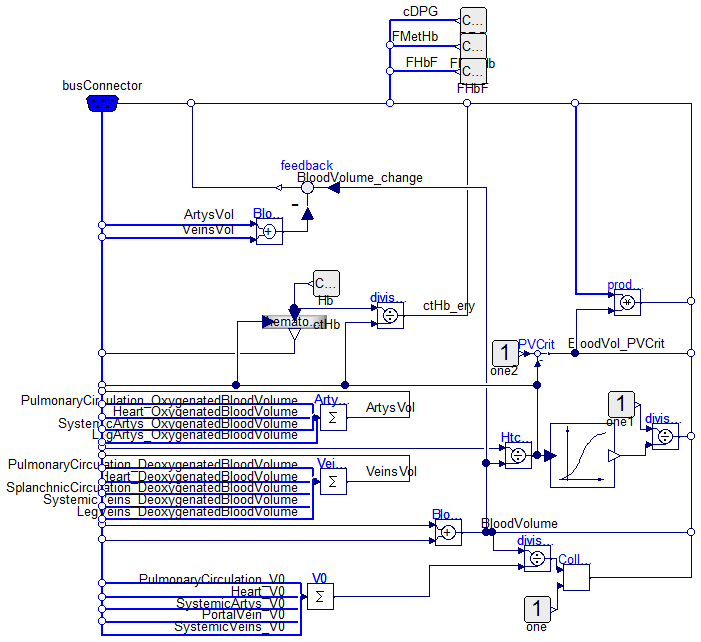 cDPG
C...
FMetHb
C...
FHbF
C...
FHbF
busConnector
feedback
BloodVolume_change
-
ArtysVol
Blo...
+
VeinsVol
C...
Hb
divis...
ctHb_ery
hemato...
ctHb
÷
prod...
*
1
one2
PVCrit
-
BloodVol_PVCrit
PulmonaryCirculation_OxygenatedBloodVolume
Arty...
Heart_OxygenatedBloodVolume
Σ
ArtysVol
SystemicArtys_OxygenatedBloodVolume
LegArtys_OxygenatedBloodVolume
1
one1
divis...
÷
Htc...
÷
PulmonaryCirculation_DeoxygenatedBloodVolume
Vei...
Heart_DeoxygenatedBloodVolume
VeinsVol
SplanchnicCirculation_DeoxygenatedBloodVolume
Σ
SystemicVeins_DeoxygenatedBloodVolume
LegVeins_DeoxygenatedBloodVolume
Blo...
+
BloodVolume
divis...
÷
Coll...
PulmonaryCirculation_V0
V0
Heart_V0
Σ
SystemicArtys_V0
PortalVein_V0
SystemicVeins_V0
1
one